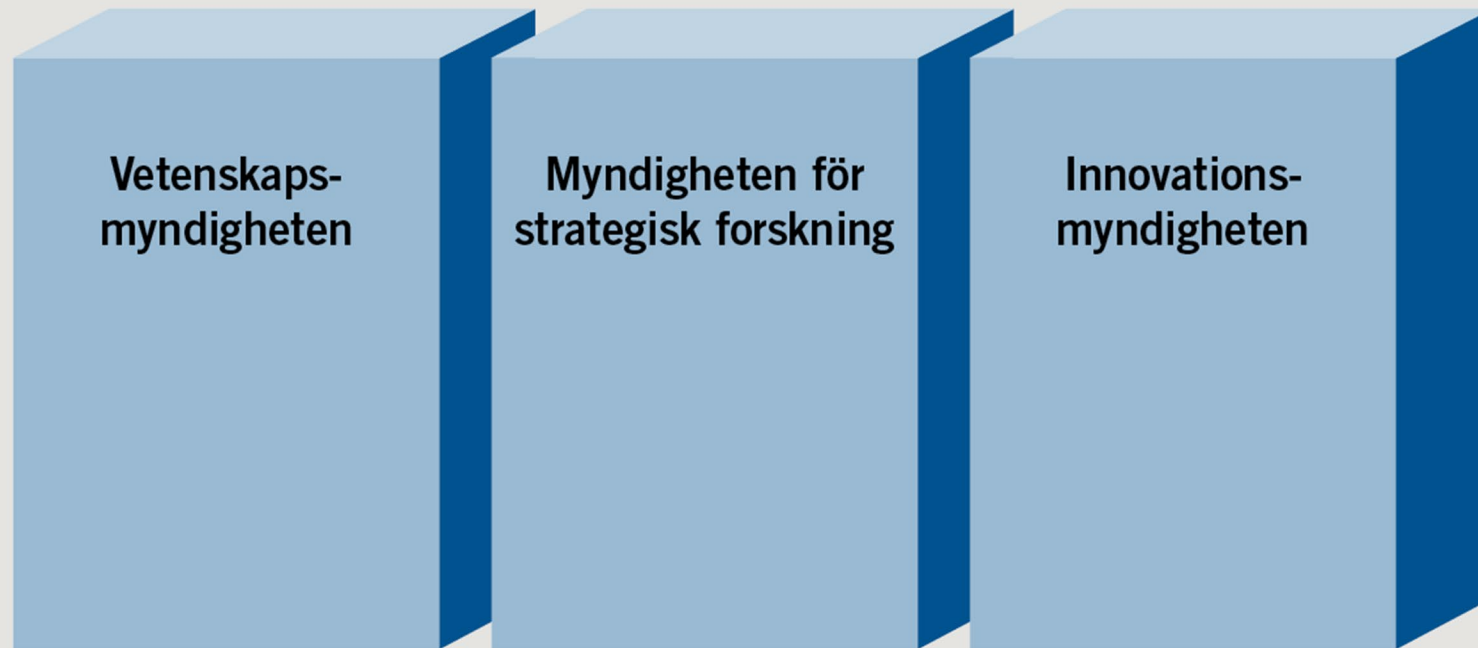 Vetenskaps-
myndigheten
Myndigheten för
strategisk forskning
Innovations-
myndigheten